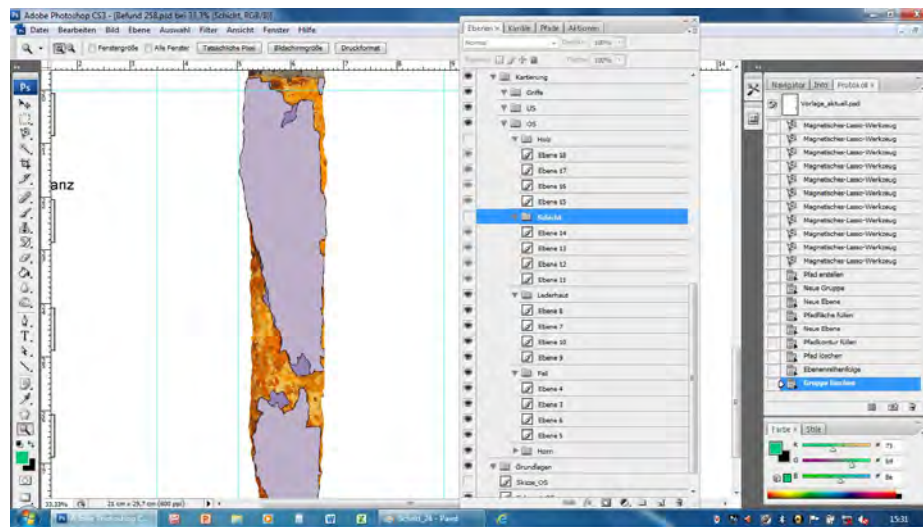 Adobe Photoshop CS3 - [Befund 258.psd bei 33,3% (Schicht, RGB/8)]
Datei Bearbeiten Bild Ebene Auswahl Filter Ansicht Fenster Hilfe
Fenstergröße Alle Fenster Tatsächliche Pixel Bildschirmgröße Druckformat
Ebenen x Kanäle Pfade Aktionen
Normal 100%
100%
Kartierung
Griffe
US
OS
Holz
Ebene 18
Ebene 17
Ebene 16
Ebene 15
Schicht
Ebene 14
Ebene 13
Ebene 12
Ebene 11
Lederhaut
Ebene 8
Ebene 7
Ebene 10
Ebene 9
Fell
Ebene 4
Ebene 3
Ebene 6
Ebene 5
Horn
Grundlagen
Skizze_OS
anz
Navigator Info Protokoll x
Vorlage_aktuell.psd
Magnetisches-Lasso-Werkzeug
Magnetisches-Lasso-Werkzeug
Magnetisches-Lasso-Werkzeug
Magnetisches-Lasso-Werkzeug
Magnetisches-Lasso-Werkzeug
Magnetisches-Lasso-Werkzeug
Magnetisches-Lasso-Werkzeug
Magnetisches-Lasso-Werkzeug
Magnetisches-Lasso-Werkzeug
Magnetisches-Lasso-Werkzeug
Magnetisches-Lasso-Werkzeug
Pfad erstellen
Neue Gruppe
Neue Ebene
Pfadfläche füllen
Neue Ebene
Pfadkontur füllen
Pfad löschen
Ebenenreihenfolge
Gruppe löschen
Farbe x Stile
33,33% 21 cm x 29,7 cm (600 ppi)
Adobe Photoshop C...
Schritt_24 - Paint
15:31